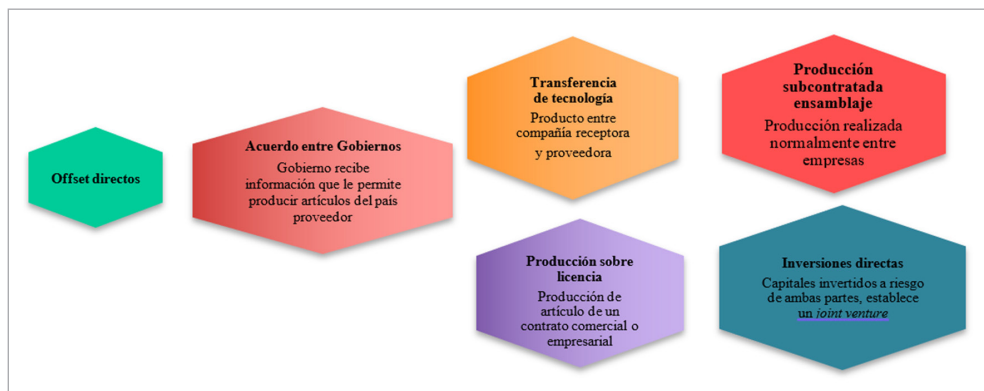 Offset directos
Acuerdo entre Gobiernos
Gobierno recibe
información que le permite
producir artículos del país
proveedor
Transferencia
de tecnología
Producto entre
compañía receptora
y proveedora
Producción
subcontratada
ensamblaje
Producción realizada
normalmente entre
empresas
Producción sobre
licencia
Producción de
artículo de un
contrato comercial o
empresarial
Inversiones directas
Capitales invertidos a riesgo
de ambas partes, establece
un joint venture